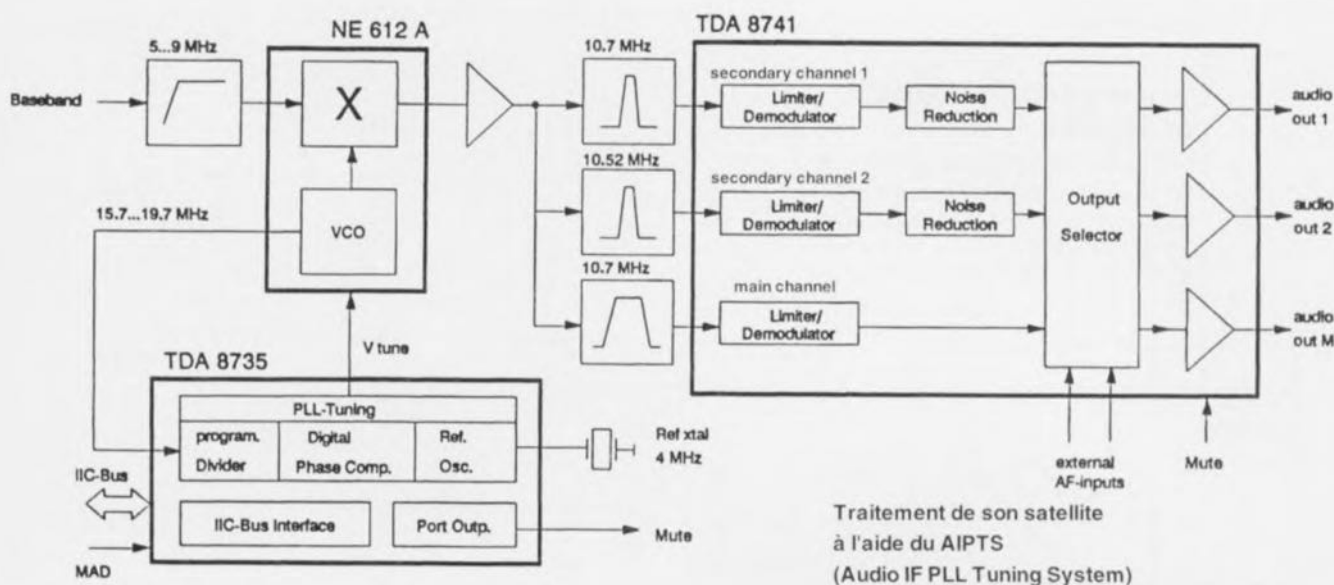 NE 612 A
TDA 8741
5...9 MHz
10.7 MHz
Baseband
X
secondary channel 1
Limiter/
Demodulator
Noise
Reduction
audio
out 1
10.52 MHz
15.7...19.7 MHz
VCO
secondary channel 2
Limiter/
Demodulator
Noise
Reduction
Output
Selector
audio
out 2
10.7 MHz
main channel
Limiter/
Demodulator
audio
out M
V tune
TDA 8735
PLL-Tuning
program.
Divider
Digital
Phase Comp.
Ref.
Osc.
Ref xtal
4 MHz
external
AF-inputs
Mute
IIC-Bus
IIC-Bus Interface
Port Outp.
Mute
MAD
Traitement de son satellite
à l'aide du AIPTS
(Audio IF PLL Tuning System)